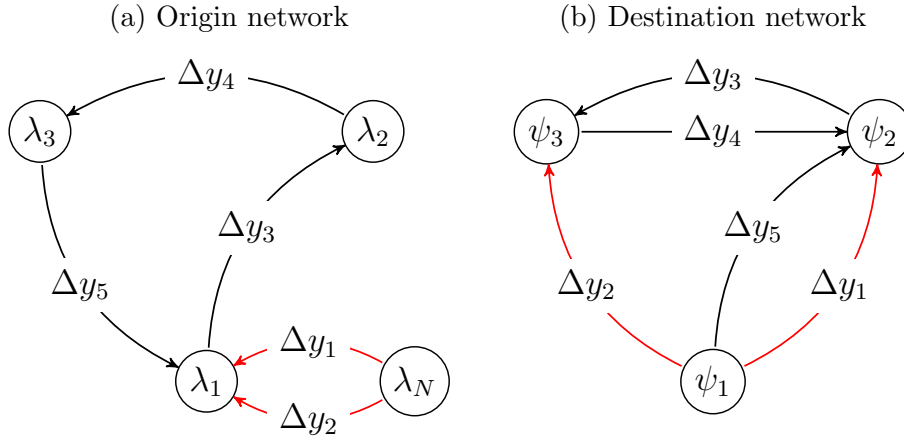 (a) Origin network
(b) Destination network
Δy₄
λ₃
λ₂
Δy₃
Δy₅
Δy₁
λ₁
λ_N
Δy₂
Δy₃
ψ₃
Δy₄
ψ₂
Δy₅
Δy₂
Δy₁
ψ₁